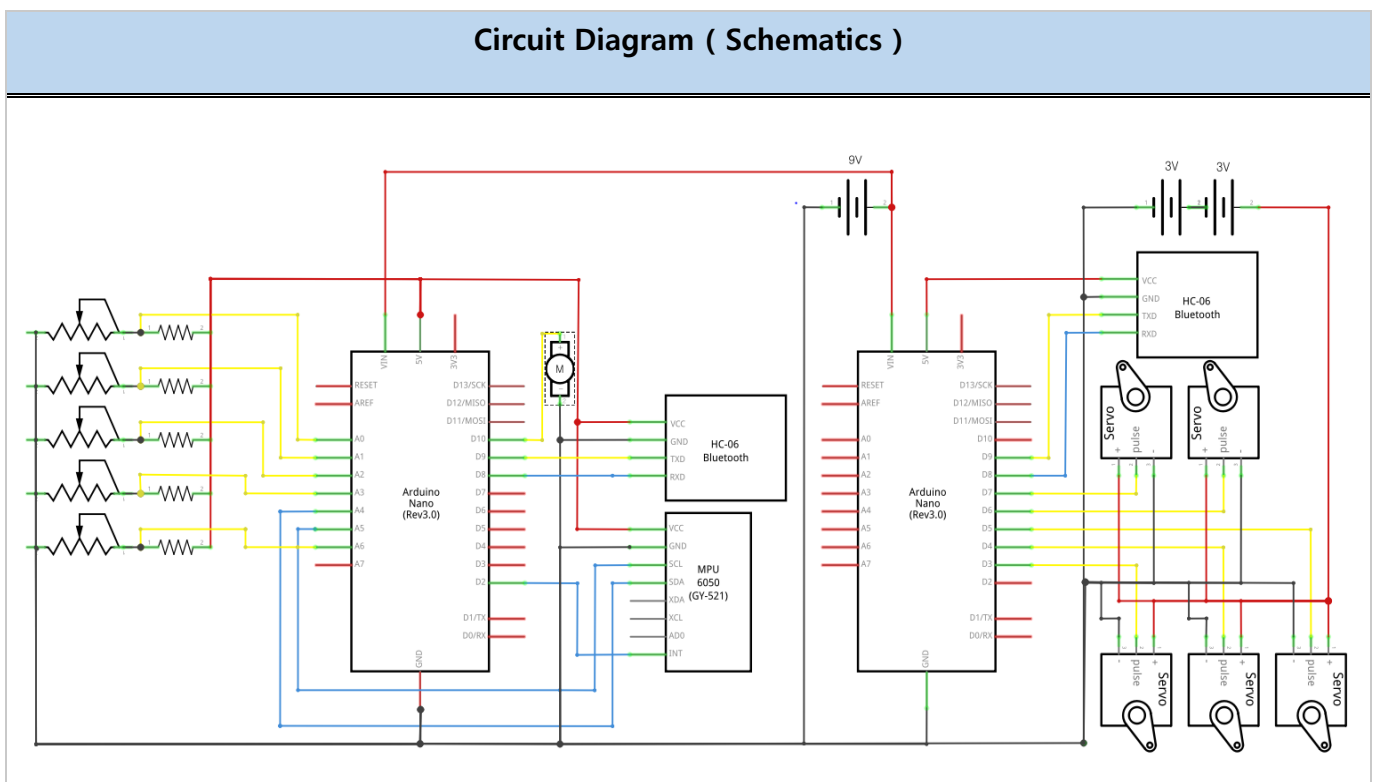 Circuit Diagram ( Schematics )
9V
3V
3V
VIN
5V
3V3
RESET
AREF
A0
A1
A2
A3
A4
A5
A6
A7
Arduino
Nano
(Rev3.0)
D13/SCK
D12/MISO
D11/MOSI
D10
D9
D8
D7
D6
D5
D4
D3
D2
D1/TX
D0/RX
GND
M
VCC
GND
TXD
RXD
HC-06
Bluetooth
VCC
GND
SCL
SDA
XDA
XCL
AD0
INT
MPU
6050
(GY-521)
VIN
5V
3V3
RESET
AREF
A0
A1
A2
A3
A4
A5
A6
A7
Arduino
Nano
(Rev3.0)
D13/SCK
D12/MISO
D11/MOSI
D10
D9
D8
D7
D6
D5
D4
D3
D2
D1/TX
D0/RX
GND
VCC
GND
TXD
RXD
HC-06
Bluetooth
Servo
+ pulse -
Servo
+ pulse -
- pulse +
Servo
- pulse +
Servo
- pulse +
Servo